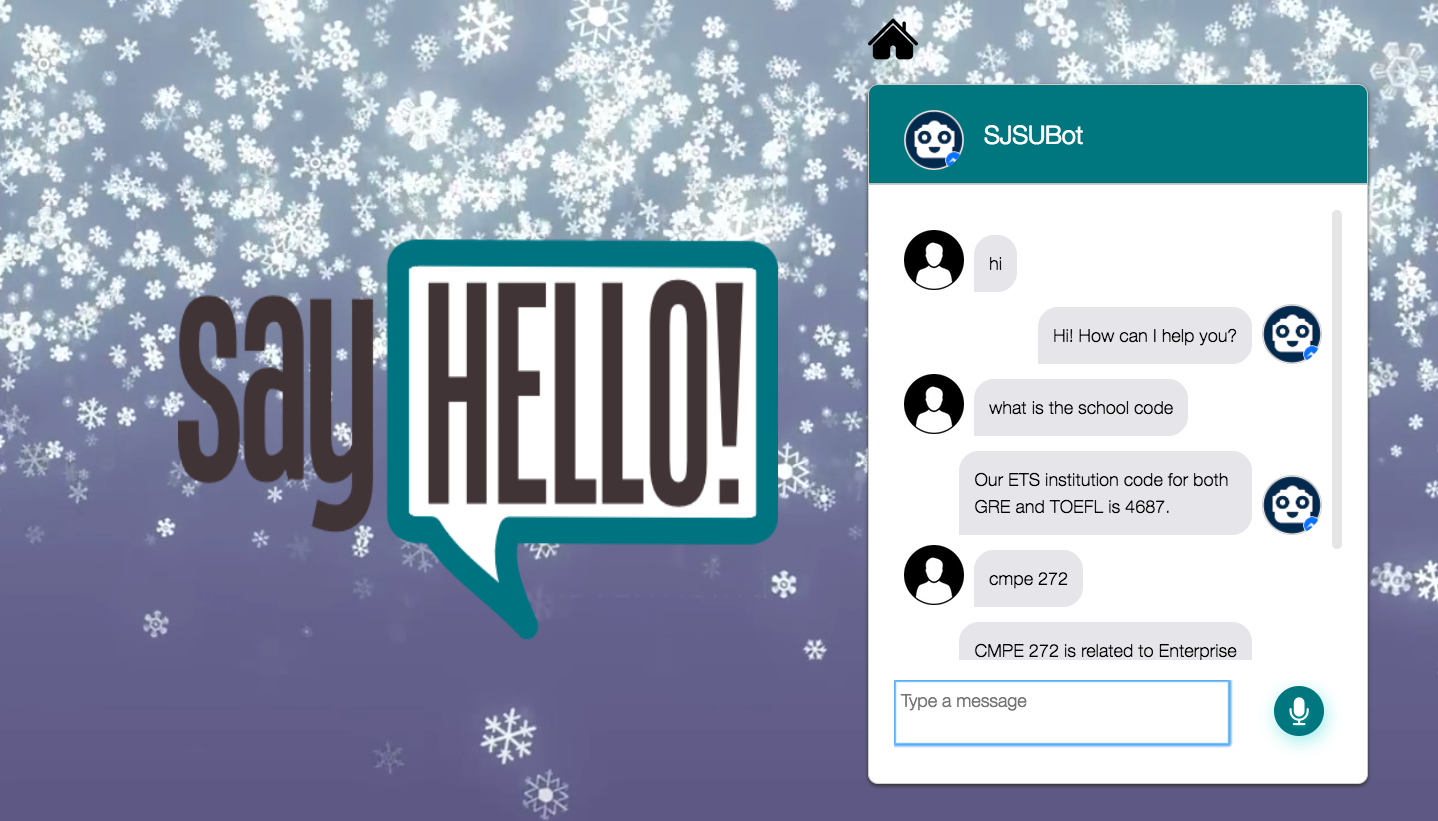 say HELLO!
SJSUBot
hi
Hi! How can I help you?
what is the school code
Our ETS institution code for both
GRE and TOEFL is 4687.
cmpe 272
CMPE 272 is related to Enterprise
Type a message